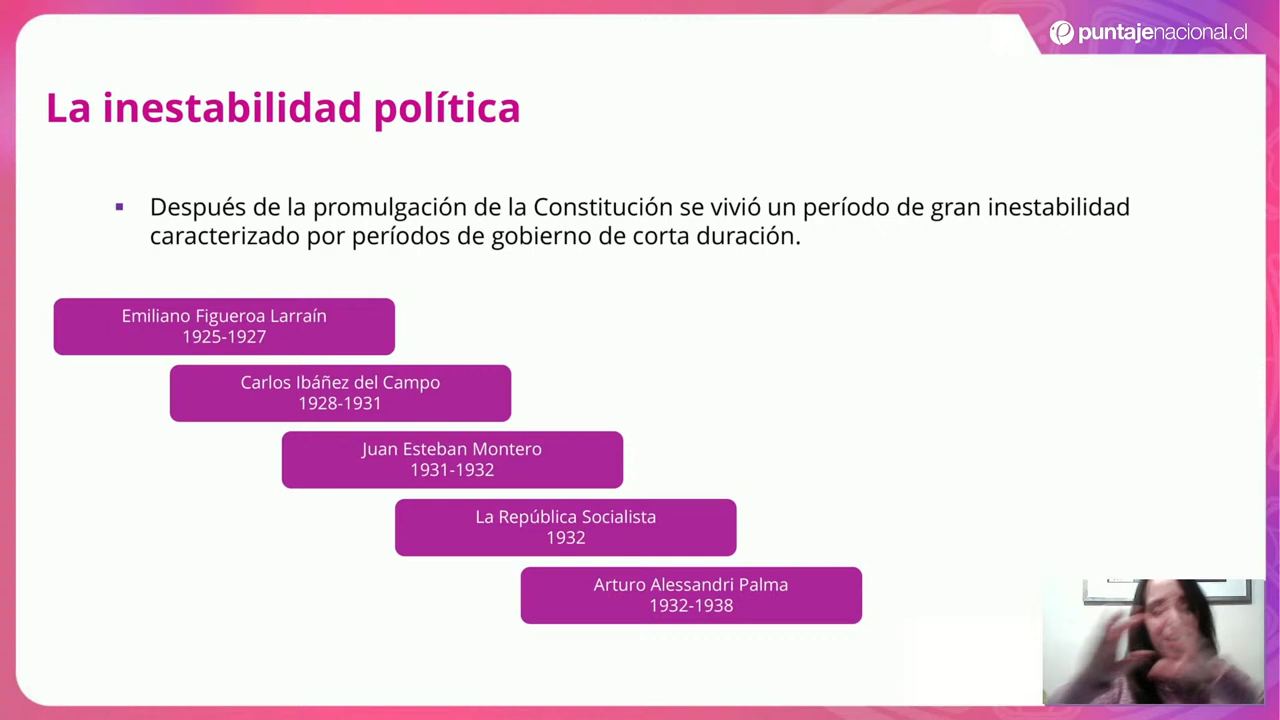 puntajenacional.cl
La inestabilidad política
▪ Después de la promulgación de la Constitución se vivió un período de gran inestabilidad
caracterizado por períodos de gobierno de corta duración.
Emiliano Figueroa Larraín
1925-1927
Carlos Ibáñez del Campo
1928-1931
Juan Esteban Montero
1931-1932
La República Socialista
1932
Arturo Alessandri Palma
1932-1938